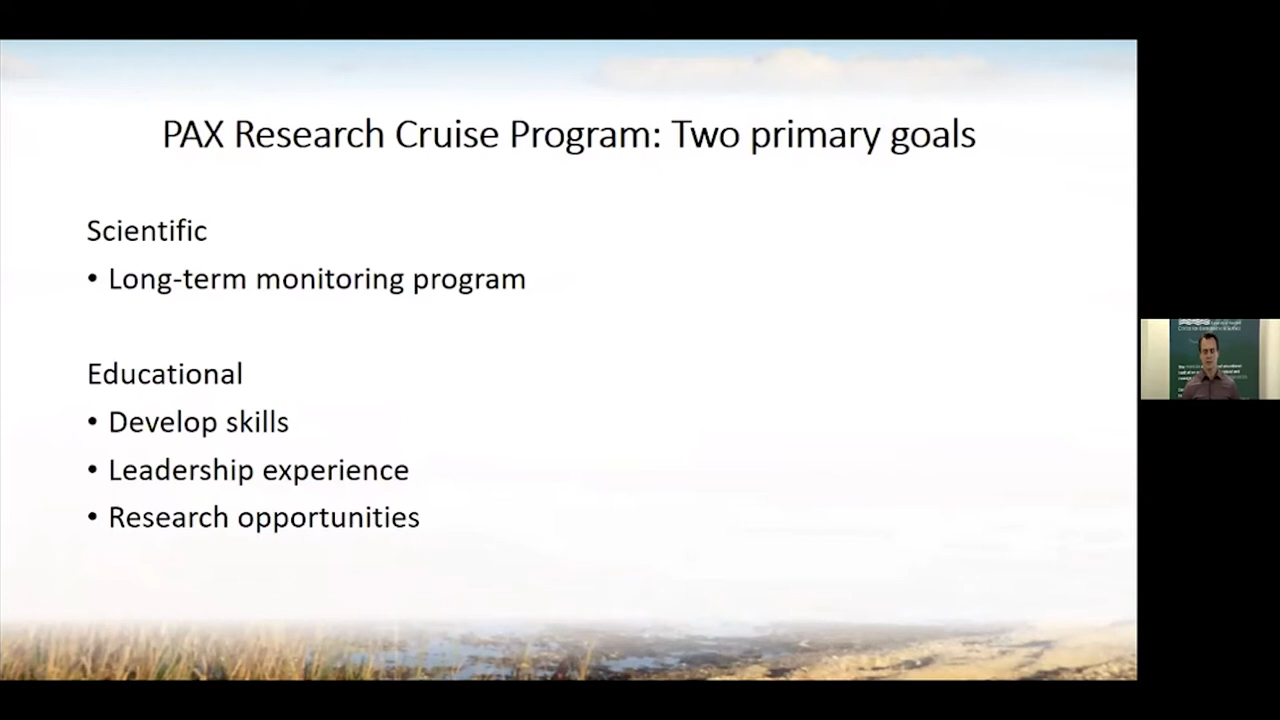 PAX Research Cruise Program: Two primary goals
Scientific
• Long-term monitoring program
Educational
• Develop skills
• Leadership experience
• Research opportunities